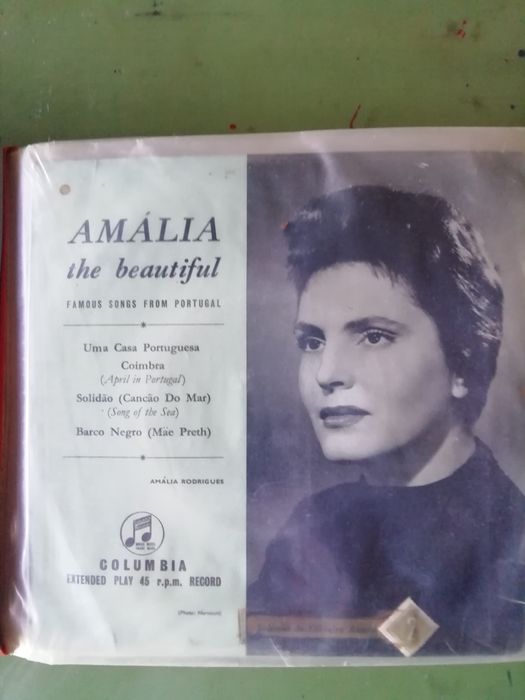 AMÁLIA
the beautiful
FAMOUS SONGS FROM PORTUGAL
Uma Casa Portuguesa
Coimbra
(April in Portugal)
Solidão (Cancão Do Mar)
(Song of the Sea)
Barco Negro (Mãe Preth)
AMÁLIA RODRIGUES
COLUMBIA
EXTENDED PLAY 45 r.p.m. RECORD